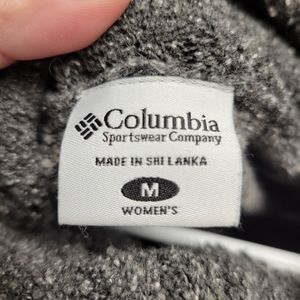 Columbia
Sportswear Company
MADE IN SRI LANKA
M
WOMEN'S